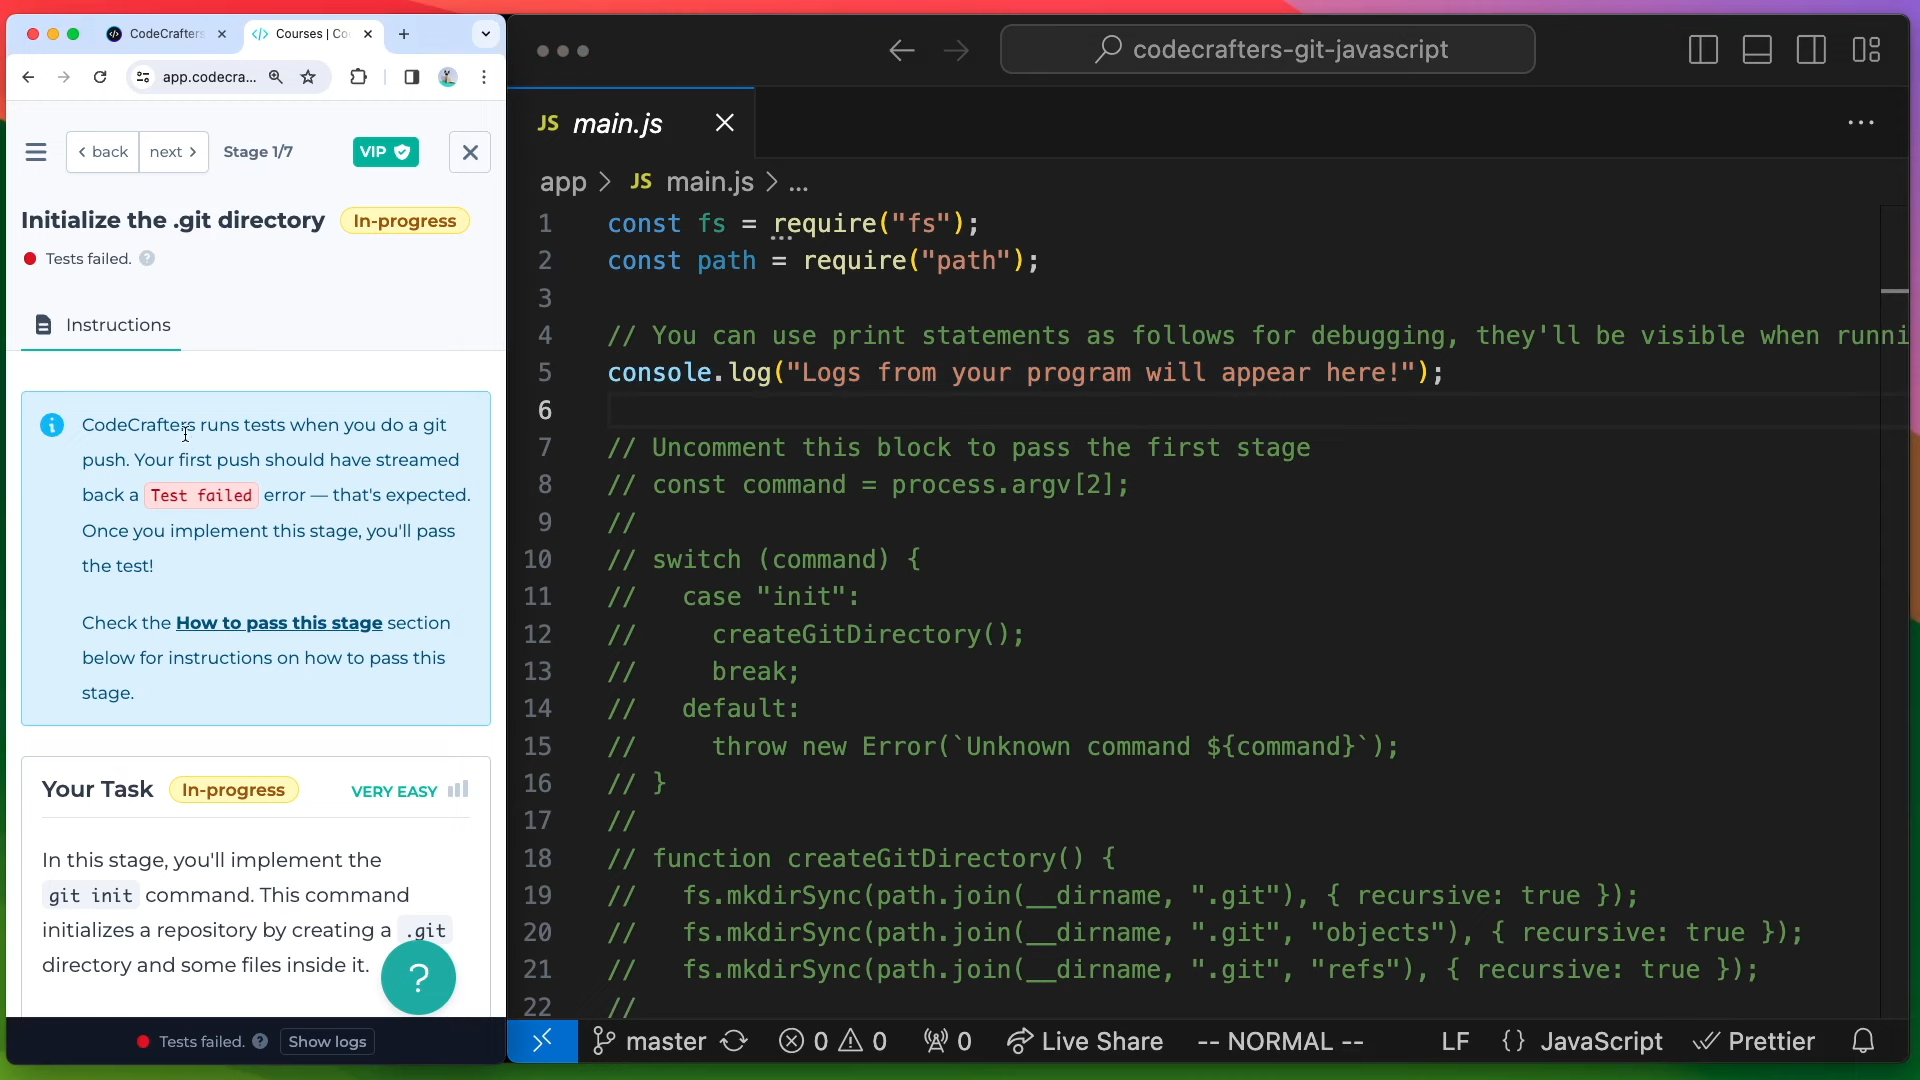 CodeCrafters
Courses | Co
app.codecra...
back
next
Stage 1/7
VIP
Initialize the .git directory
In-progress
Tests failed. ?
Instructions
CodeCrafters runs tests when you do a git
push. Your first push should have streamed
back a Test failed error — that's expected.
Once you implement this stage, you'll pass
the test!
Check the How to pass this stage section
below for instructions on how to pass this
stage.
Your Task
In-progress
VERY EASY
In this stage, you'll implement the
git init command. This command
initializes a repository by creating a .git
directory and some files inside it.
?
Tests failed. ?
Show logs
codecrafters-git-javascript
JS main.js
...
app > JS main.js > ...
1 const fs = require("fs");
2 const path = require("path");
3
4 // You can use print statements as follows for debugging, they'll be visible when runni
5 console.log("Logs from your program will appear here!");
6
7 // Uncomment this block to pass the first stage
8 // const command = process.argv[2];
9 //
10 // switch (command) {
11 //   case "init":
12 //     createGitDirectory();
13 //     break;
14 //   default:
15 //     throw new Error(`Unknown command ${command}`);
16 // }
17 //
18 // function createGitDirectory() {
19 //   fs.mkdirSync(path.join(__dirname, ".git"), { recursive: true });
20 //   fs.mkdirSync(path.join(__dirname, ".git", "objects"), { recursive: true });
21 //   fs.mkdirSync(path.join(__dirname, ".git", "refs"), { recursive: true });
22 //
master 0 0 0 Live Share -- NORMAL -- LF {} JavaScript Prettier